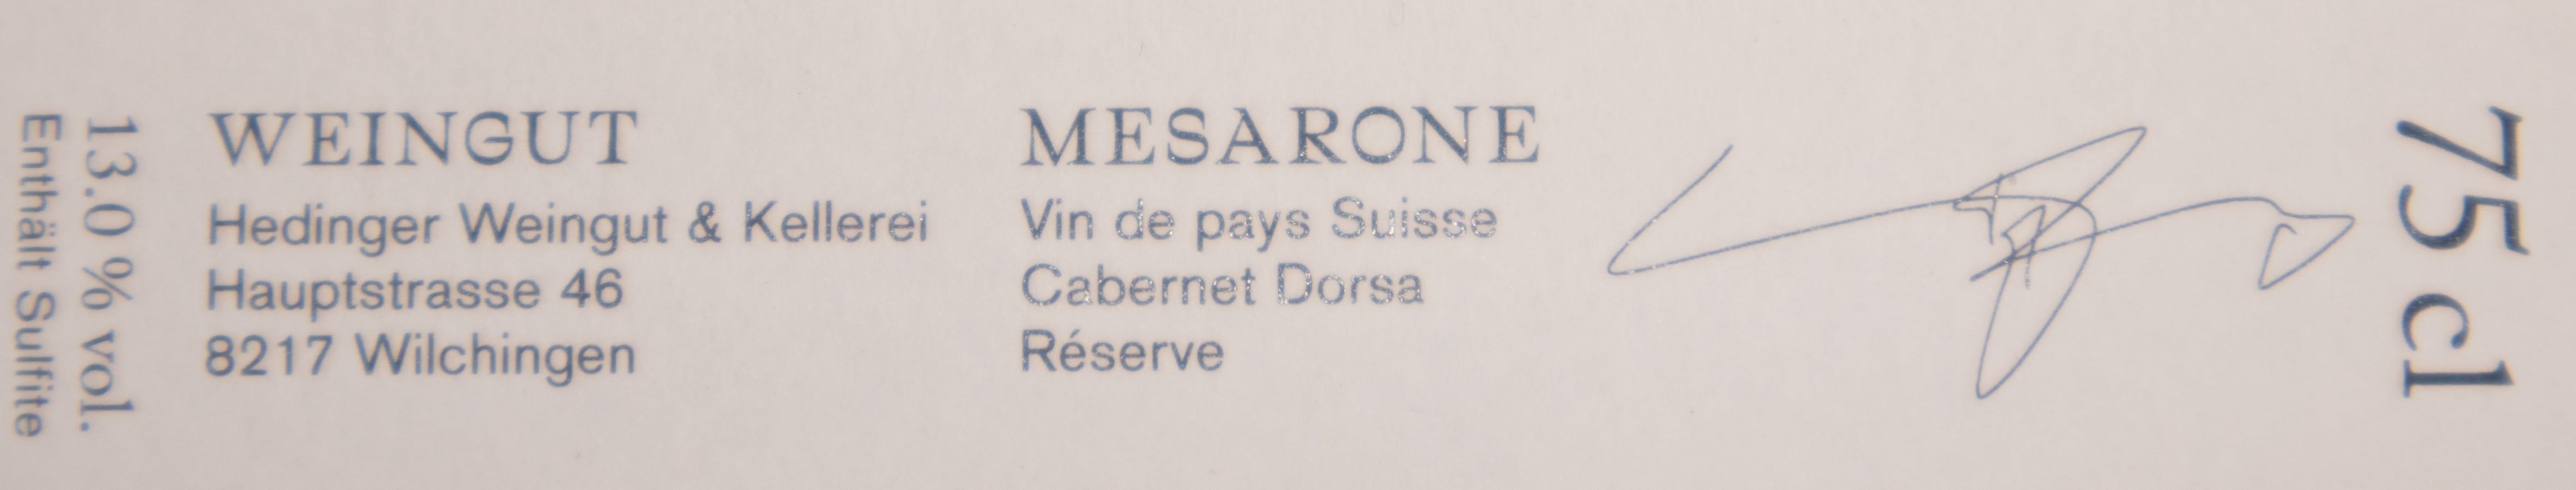 13.0 % vol.
Enthält Sulfite
WEINGUT
Hedinger Weingut & Kellerei
Hauptstrasse 46
8217 Wilchingen
MESARONE
Vin de pays Suisse
Cabernet Dorsa
Réserve
75 cl